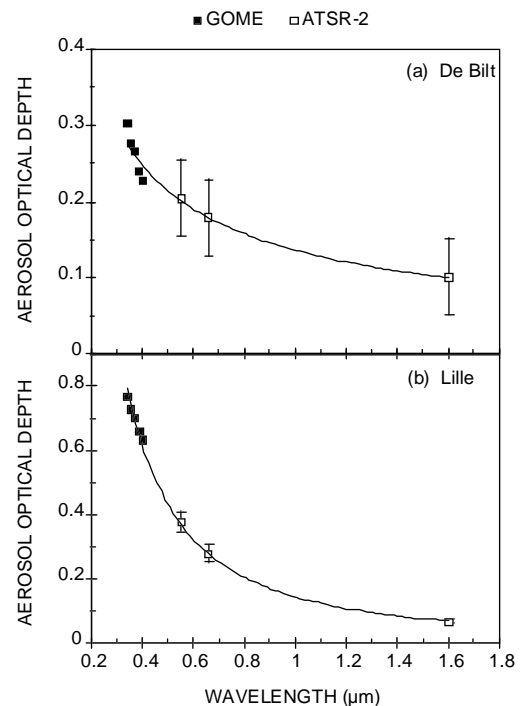 ■ GOME □ ATSR-2
(a) De Bilt
AEROSOL OPTICAL DEPTH
0.4
0.3
0.2
0.1
0
(b) Lille
AEROSOL OPTICAL DEPTH
0.8
0.6
0.4
0.2
0
0.2 0.4 0.6 0.8 1 1.2 1.4 1.6 1.8
WAVELENGTH (µm)